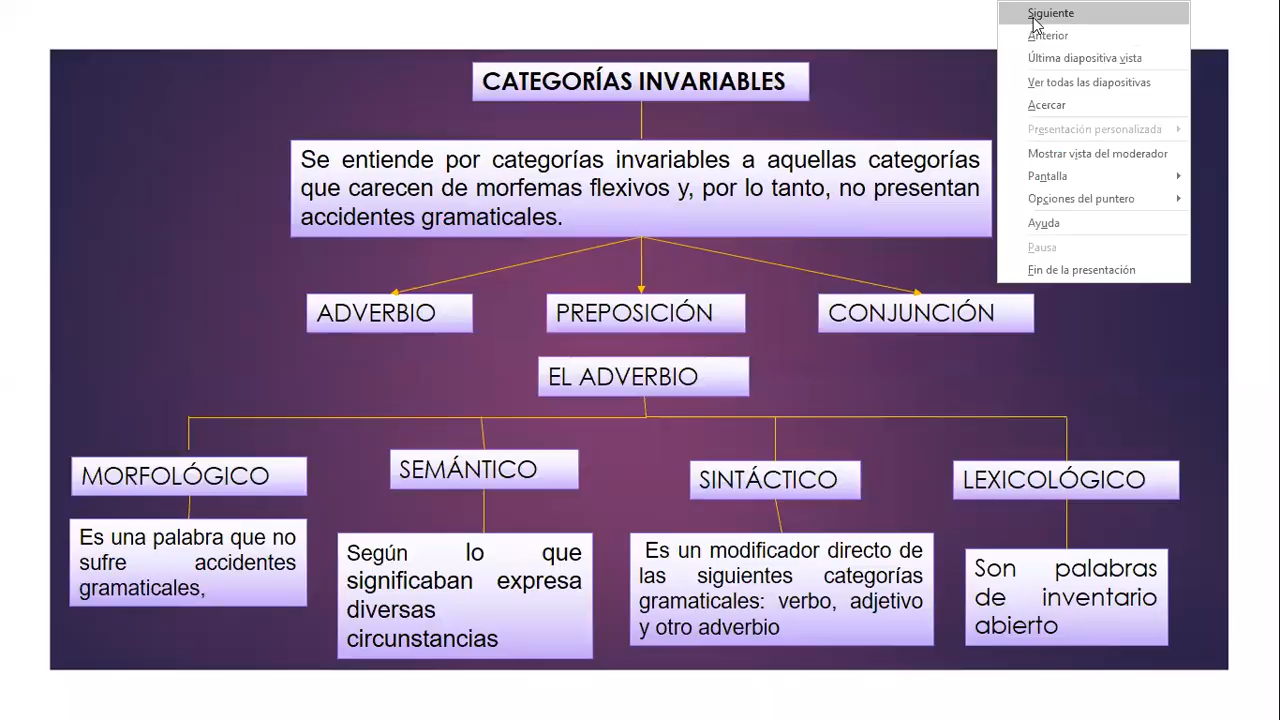 Siguiente
Anterior
Última diapositiva vista
Ver todas las diapositivas
Acercar
Presentación personalizada
Mostrar vista del moderador
Pantalla
Opciones del puntero
Ayuda
Pausa
Fin de la presentación
CATEGORÍAS INVARIABLES
Se entiende por categorías invariables a aquellas categorías
que carecen de morfemas flexivos y, por lo tanto, no presentan
accidentes gramaticales.
ADVERBIO
PREPOSICIÓN
CONJUNCIÓN
EL ADVERBIO
MORFOLÓGICO
Es una palabra que no
sufre accidentes
gramaticales,
SEMÁNTICO
Según lo que
significaban expresa
diversas
circunstancias
SINTÁCTICO
Es un modificador directo de
las siguientes categorías
gramaticales: verbo, adjetivo
y otro adverbio
LEXICOLÓGICO
Son palabras
de inventario
abierto